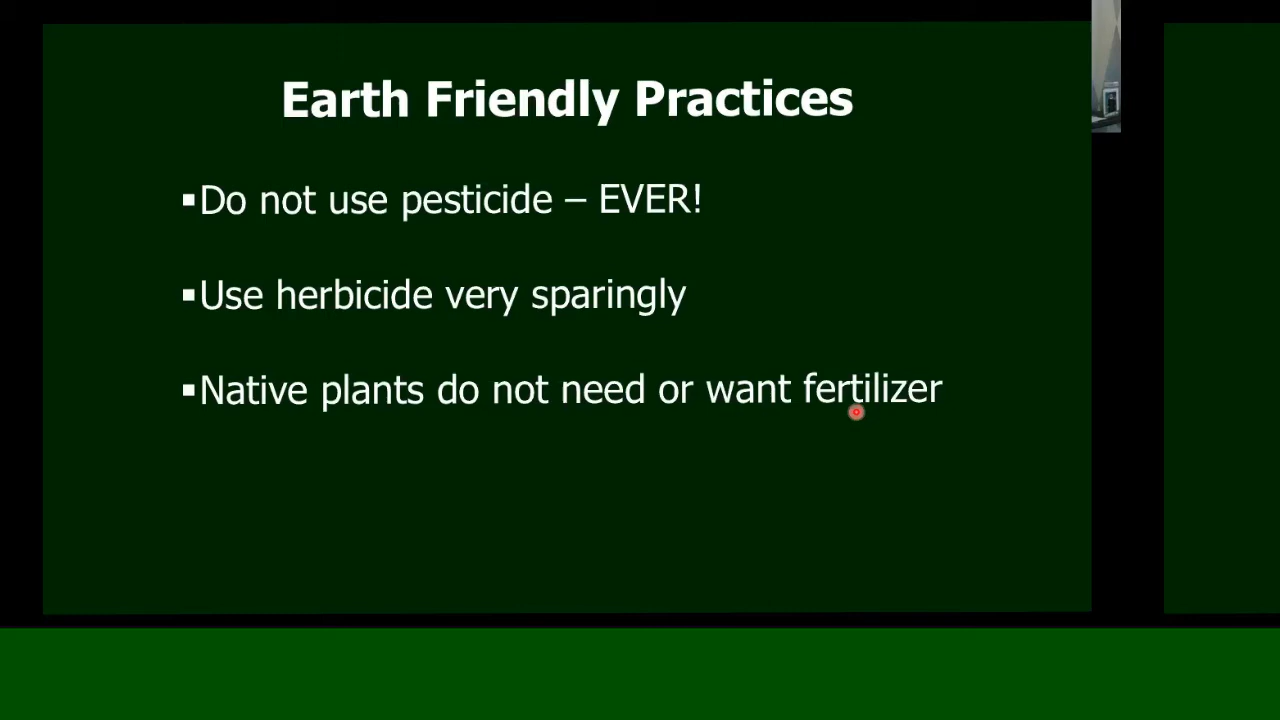 Earth Friendly Practices
▪Do not use pesticide – EVER!
▪Use herbicide very sparingly
▪Native plants do not need or want fertilizer